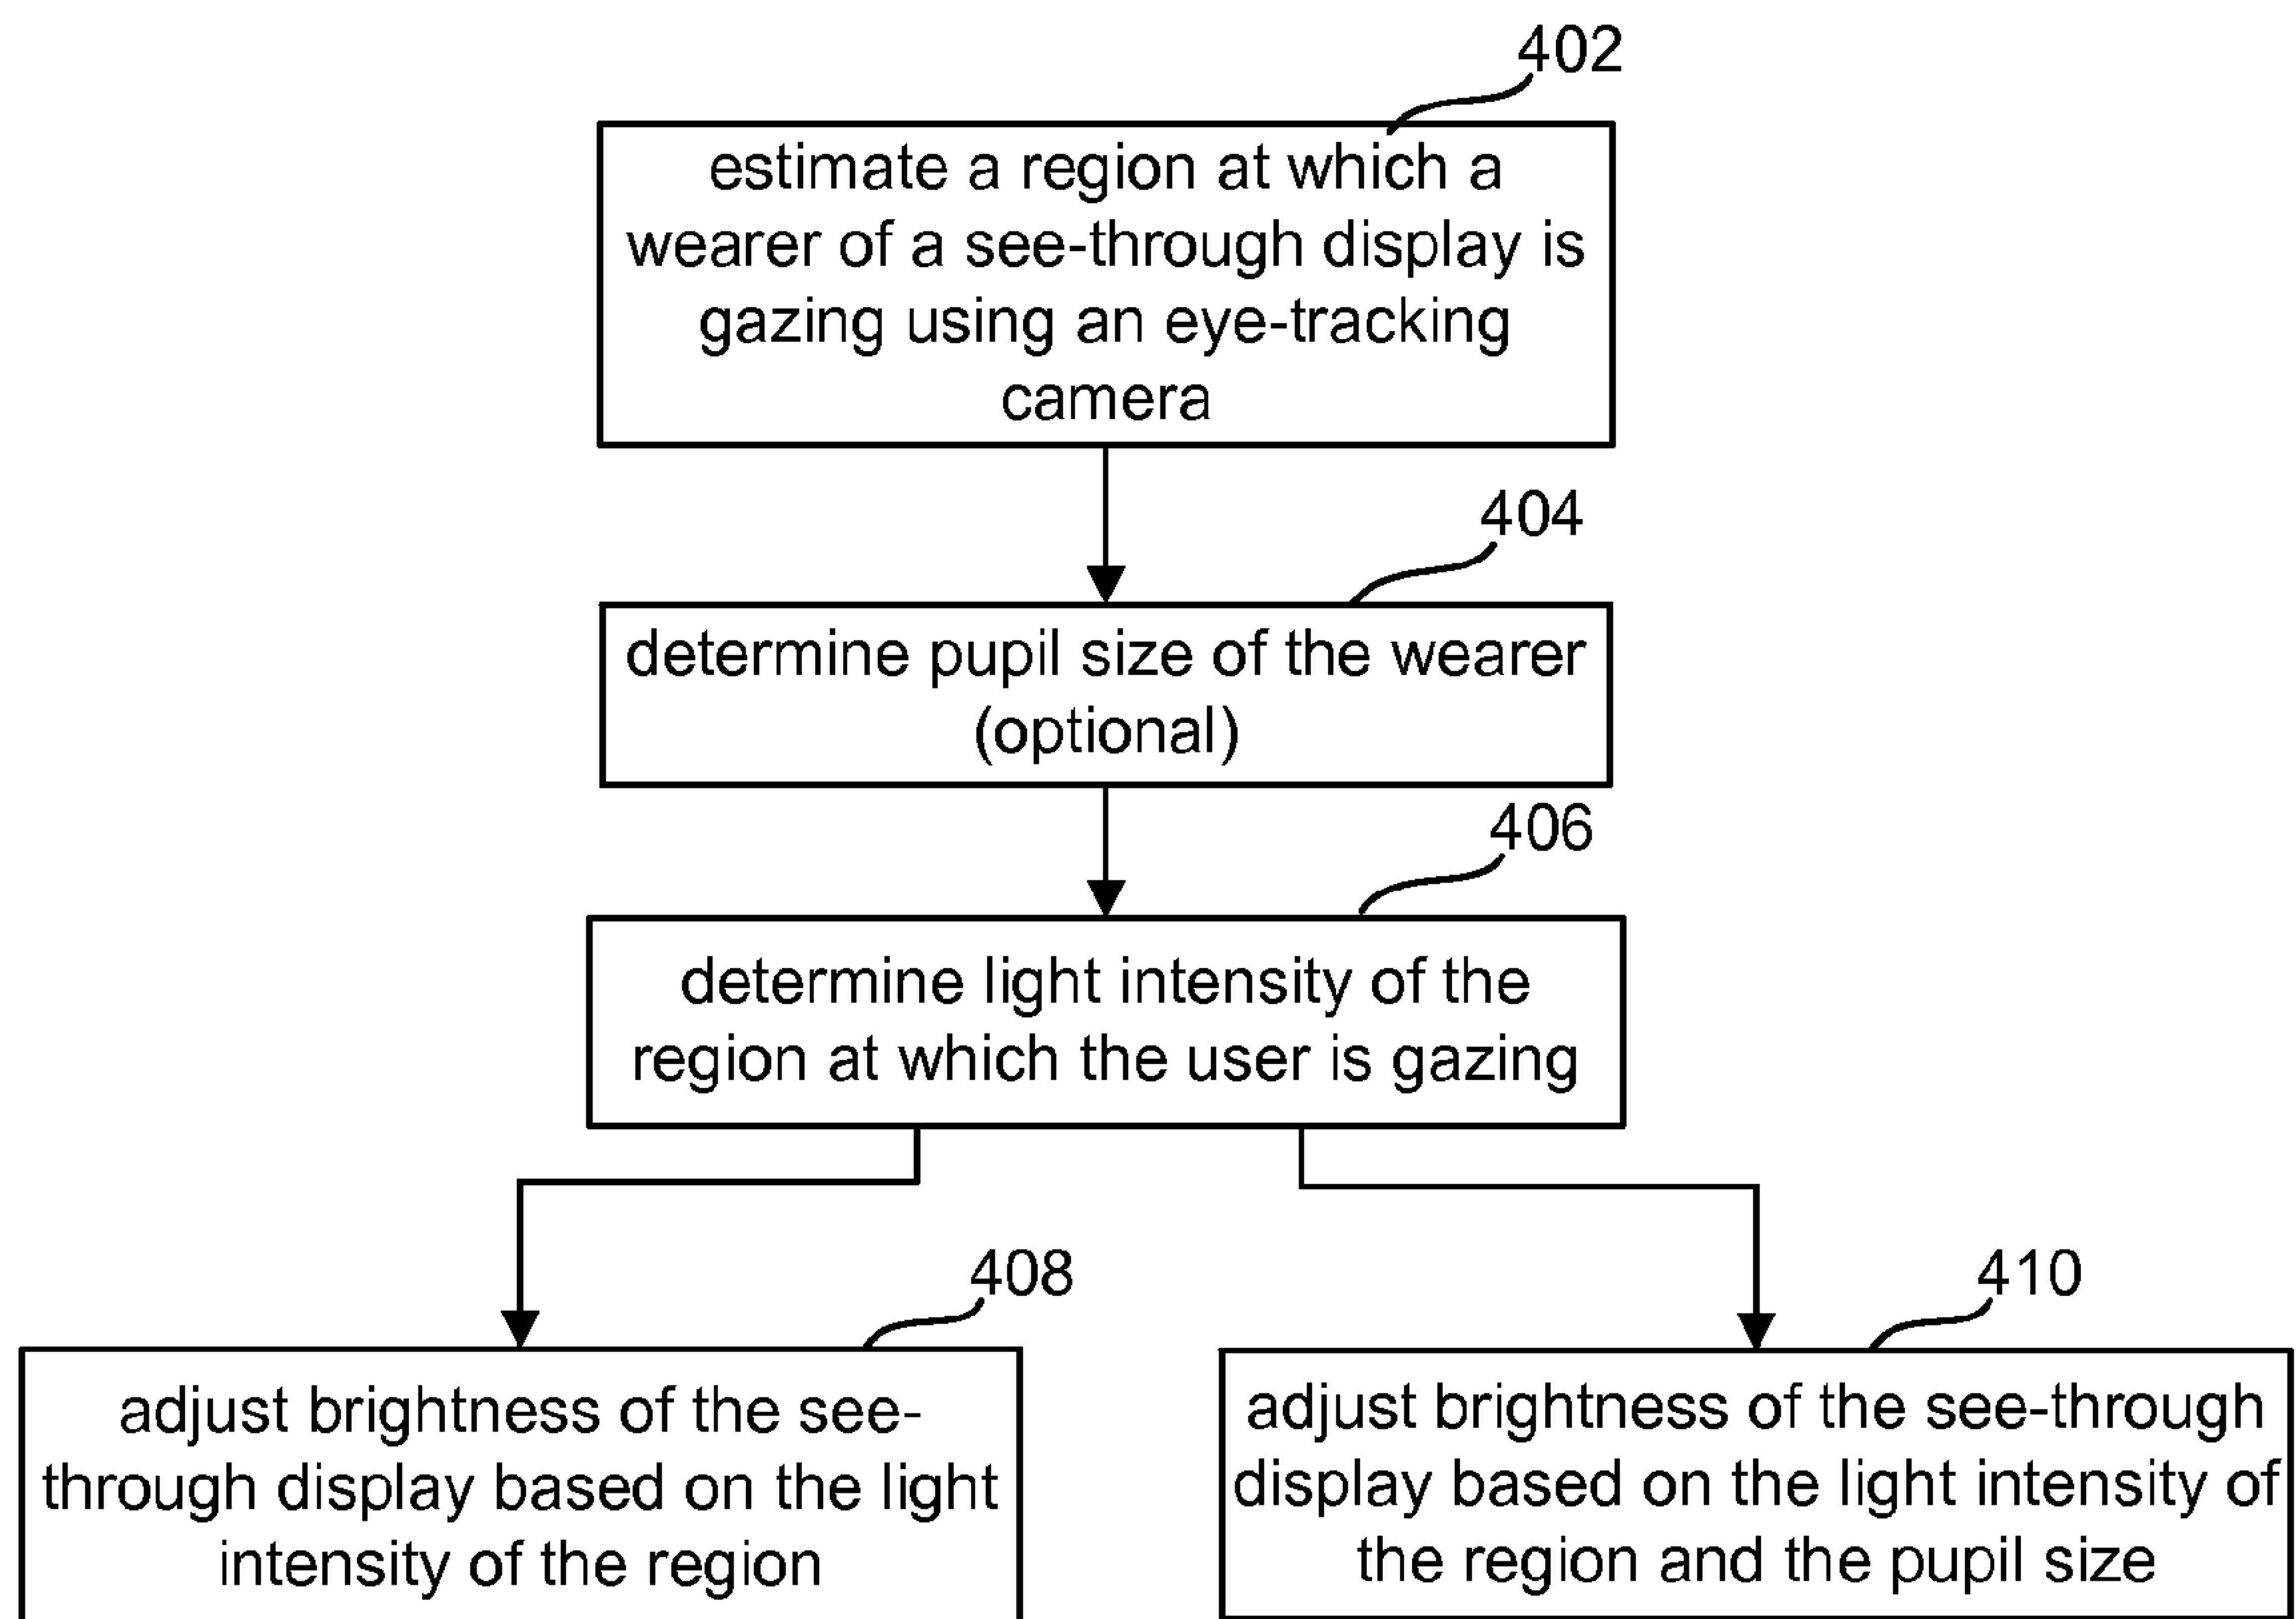 402
estimate a region at which a
wearer of a see-through display is
gazing using an eye-tracking
camera
404
determine pupil size of the wearer
(optional)
406
determine light intensity of the
region at which the user is gazing
408
adjust brightness of the see-
through display based on the light
intensity of the region
410
adjust brightness of the see-through
display based on the light intensity of
the region and the pupil size